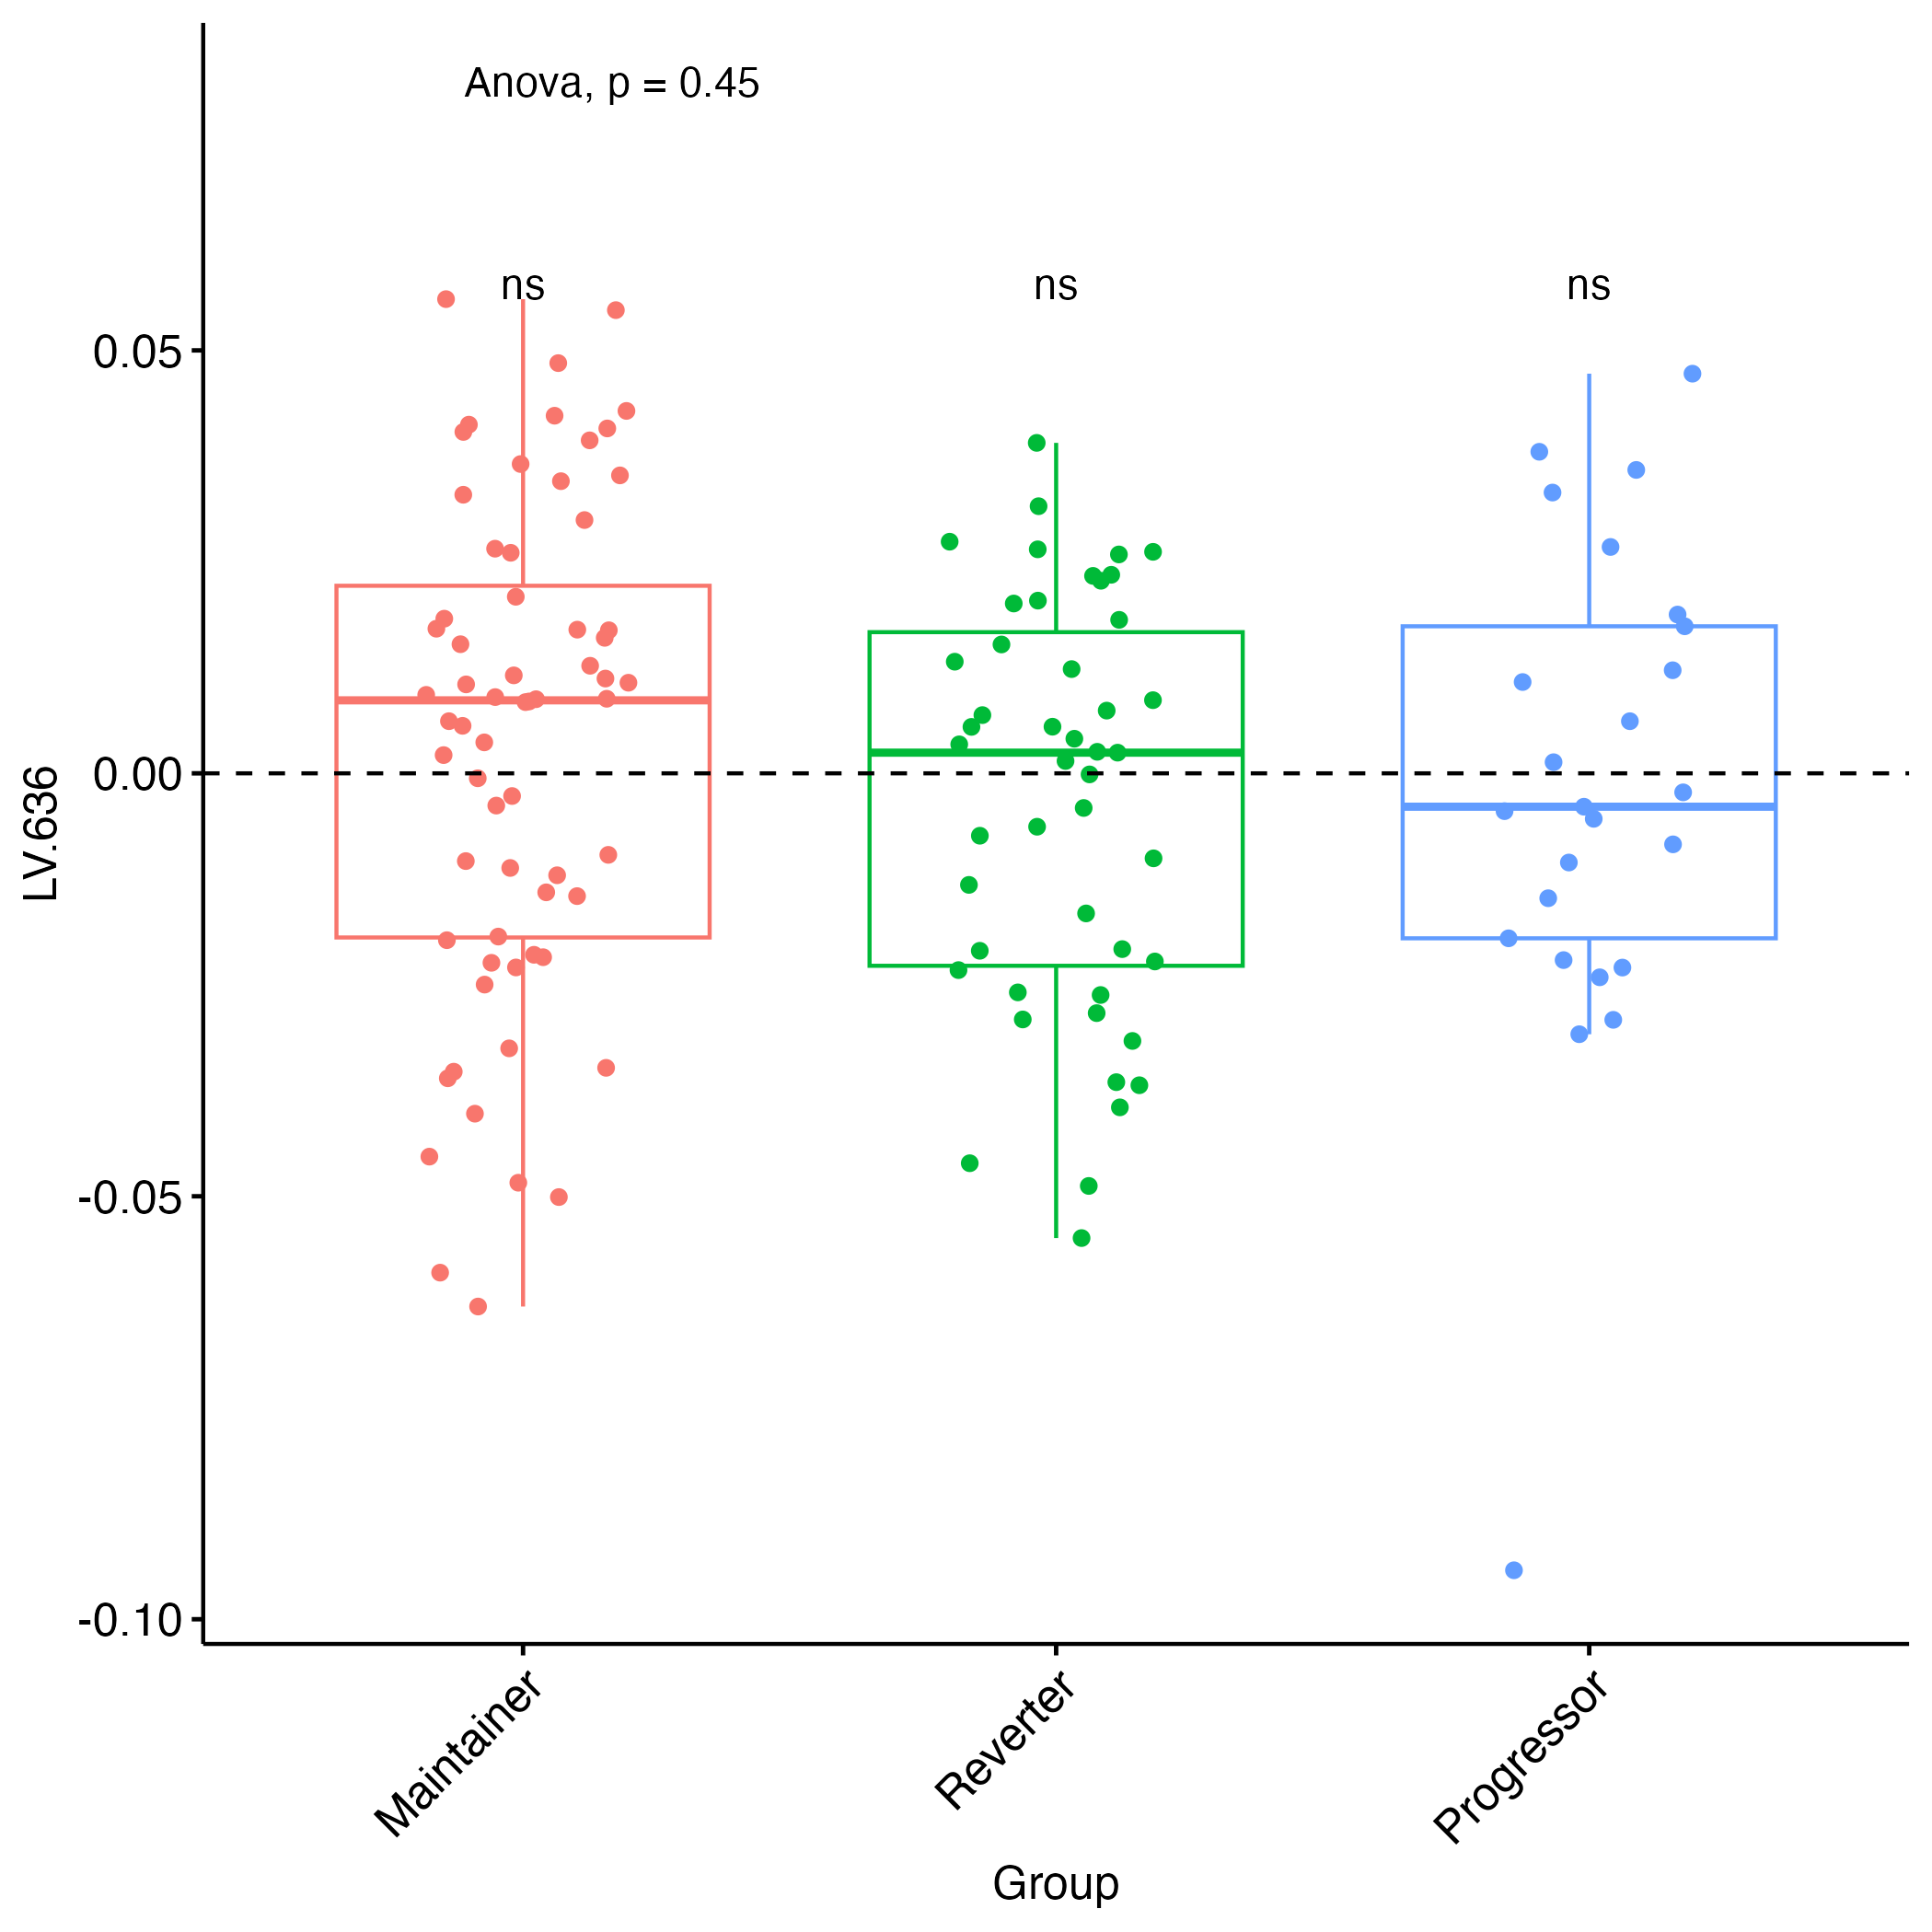 Anova, p = 0.45
ns
ns
ns
0.05
0.00
-0.05
-0.10
LV.636
Maintainer
Reverter
Progressor
Group